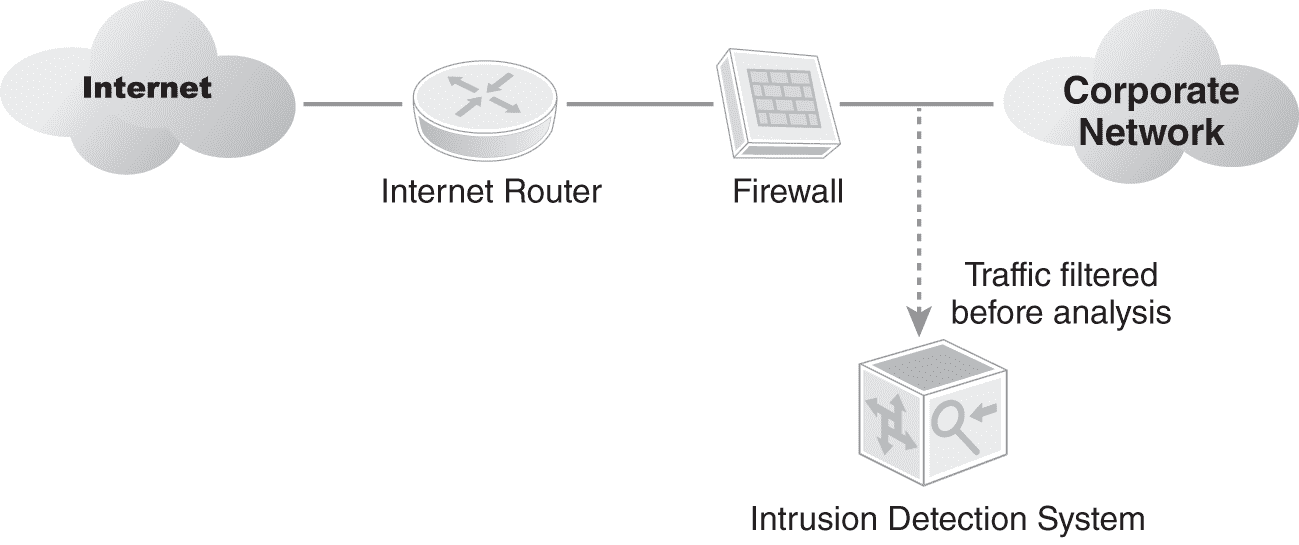 Internet
Internet Router
Firewall
Corporate
Network
Traffic filtered
before analysis
Intrusion Detection System